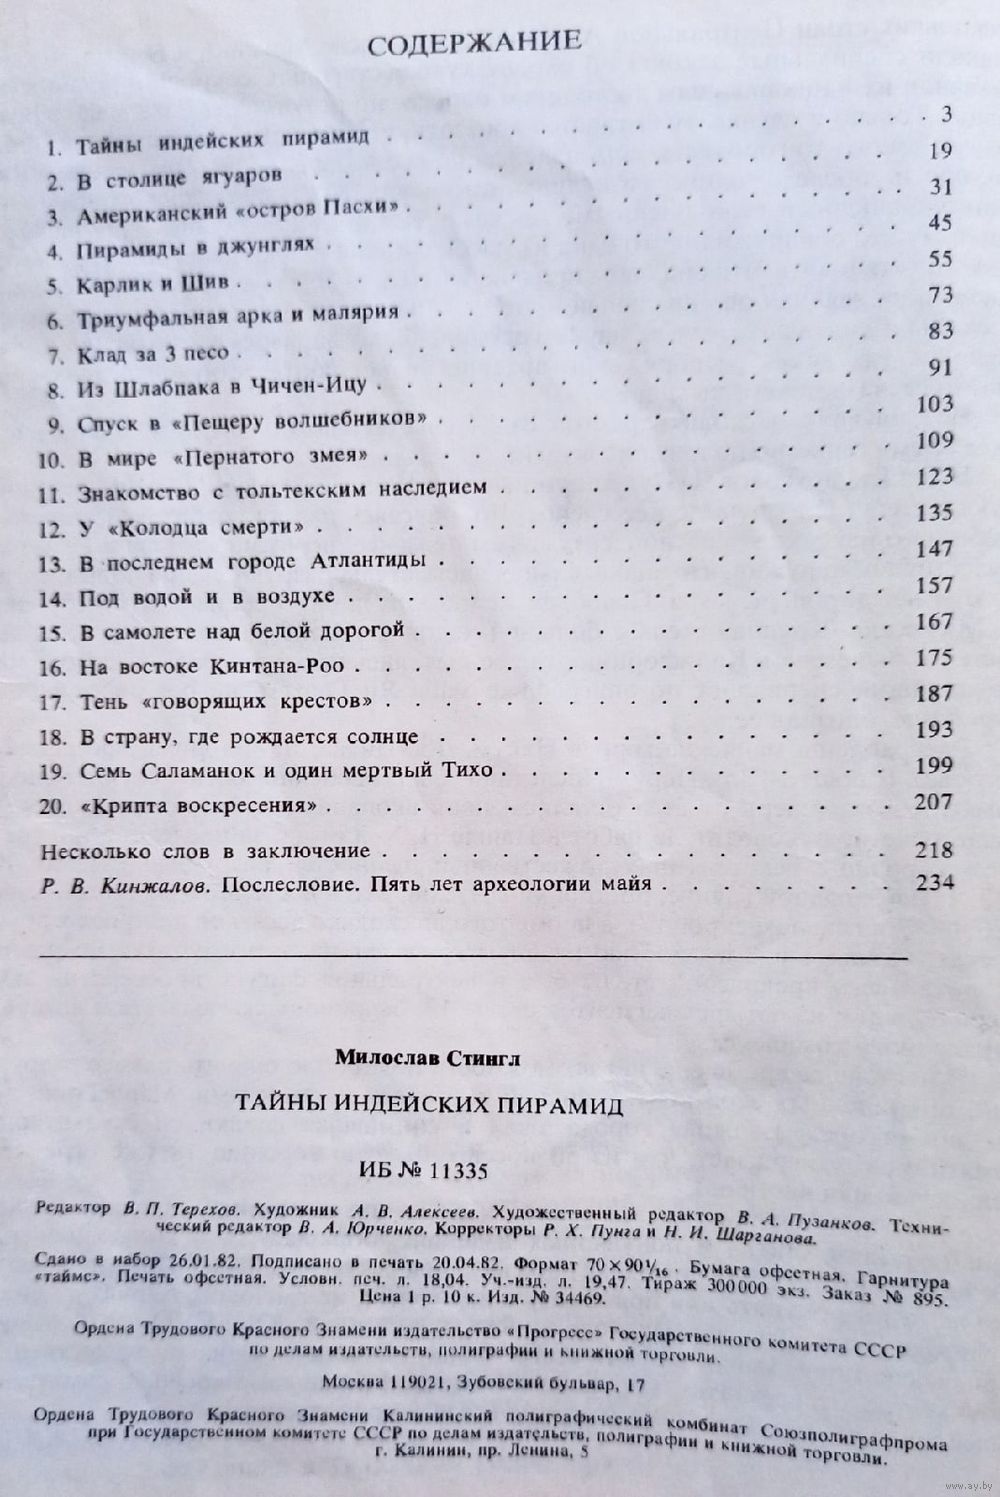 СОДЕРЖАНИЕ
1. Тайны индейских пирамид . . . . . . . . . . . . . . . . 3
2. В столице ягуаров . . . . . . . . . . . . . . . . 19
3. Американский «остров Пасхи» . . . . . . . . . . . . . . . . 31
4. Пирамиды в джунглях . . . . . . . . . . . . . . . . 45
5. Карлик и Шив . . . . . . . . . . . . . . . . 55
6. Триумфальная арка и малярия . . . . . . . . . . . . . . . . 73
7. Клад за 3 песо . . . . . . . . . . . . . . . . 83
8. Из Шлабпака в Чичен-Ицу . . . . . . . . . . . . . . . . 91
9. Спуск в «Пещеру волшебников» . . . . . . . . . . . . . . . . 103
10. В мире «Пернатого змея» . . . . . . . . . . . . . . . . 109
11. Знакомство с тольтекским наследием . . . . . . . . . . . . . . 123
12. У «Колодца смерти» . . . . . . . . . . . . . . . . 135
13. В последнем городе Атлантиды . . . . . . . . . . . . . . . . 147
14. Под водой и в воздухе . . . . . . . . . . . . . . . . 157
15. В самолете над белой дорогой . . . . . . . . . . . . . . . . 167
16. На востоке Кинтана-Роо . . . . . . . . . . . . . . . . 175
17. Тень «говорящих крестов» . . . . . . . . . . . . . . . . 187
18. В страну, где рождается солнце . . . . . . . . . . . . . . 193
19. Семь Саламанок и один мертвый Тихо . . . . . . . . . . . . 199
20. «Крипта воскресения» . . . . . . . . . . . . . . . . 207
Несколько слов в заключение . . . . . . . . . . . . . . . . 218
Р. В. Кинжалов. Послесловие. Пять лет археологии майя . . . . . . . . 234
Милослав Стингл
ТАЙНЫ ИНДЕЙСКИХ ПИРАМИД
ИБ № 11335
Редактор В. П. Терехов. Художник А. В. Алексеев. Художественный редактор В. А. Пузанков. Техни-
ческий редактор В. А. Юрченко. Корректоры Р. Х. Пунга и Н. И. Шарганова.
Сдано в набор 26.01.82. Подписано в печать 20.04.82. Формат 70×90 1/16. Бумага офсетная. Гарнитура
«таймс». Печать офсетная. Условн. печ. л. 18,04. Уч.-изд. л. 19,47. Тираж 300000 экз. Заказ № 895.
Цена 1 р. 10 к. Изд. № 34469.
Ордена Трудового Красного Знамени издательство «Прогресс» Государственного комитета СССР
по делам издательств, полиграфии и книжной торговли.
Москва 119021, Зубовский бульвар, 17
Ордена Трудового Красного Знамени Калининский полиграфический комбинат Союзполиграфпрома
при Государственном комитете СССР по делам издательств, полиграфии и книжной торговли.
г. Калинин, пр. Ленина, 5
www.ay.by